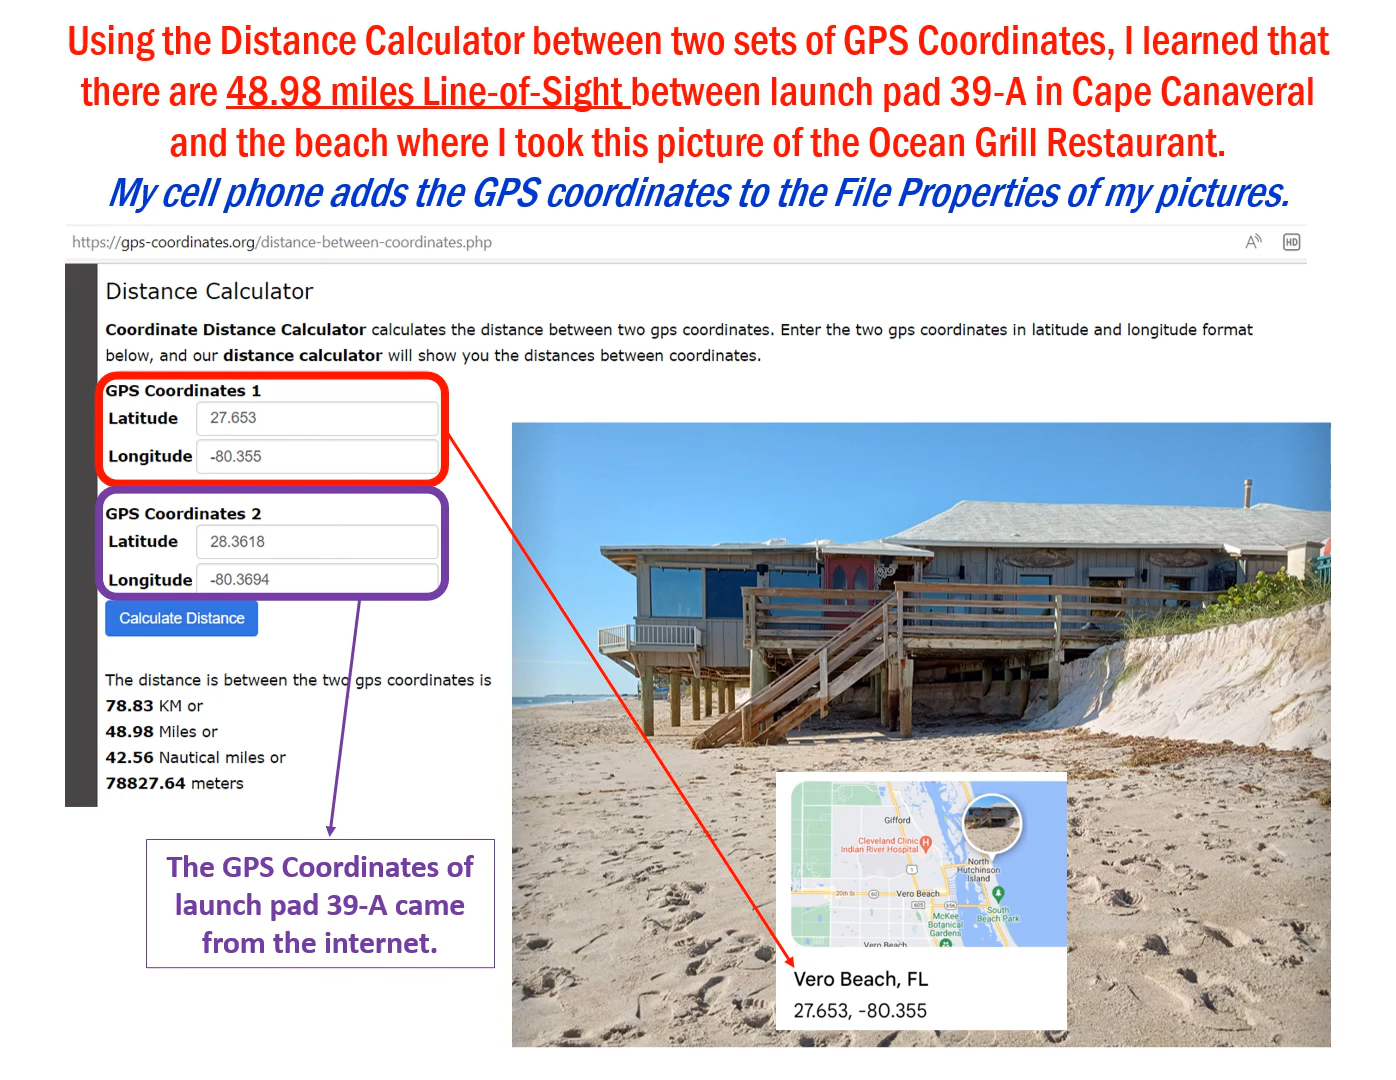 Using the Distance Calculator between two sets of GPS Coordinates, I learned that
there are 48.98 miles Line-of-Sight between launch pad 39-A in Cape Canaveral
and the beach where I took this picture of the Ocean Grill Restaurant.
My cell phone adds the GPS coordinates to the File Properties of my pictures.
https://gps-coordinates.org/distance-between-coordinates.php
A HD
Distance Calculator
Coordinate Distance Calculator calculates the distance between two gps coordinates. Enter the two gps coordinates in latitude and longitude format
below, and our distance calculator will show you the distances between coordinates.
GPS Coordinates 1
Latitude 27.653
Longitude -80.355
GPS Coordinates 2
Latitude 28.3618
Longitude -80.3694
Calculate Distance
The distance is between the two gps coordinates is
78.83 KM or
48.98 Miles or
42.56 Nautical miles or
78827.64 meters
The GPS Coordinates of
launch pad 39-A came
from the internet.
Gifford
Cleveland Clinic
Indian River Hospital
H
1
North
Hutchinson
Island
20th St
60
Vero Beach
605
656
South
Beach Park
McKee
Botanical
Gardens
Vero Beach
Vero Beach, FL
27.653, -80.355